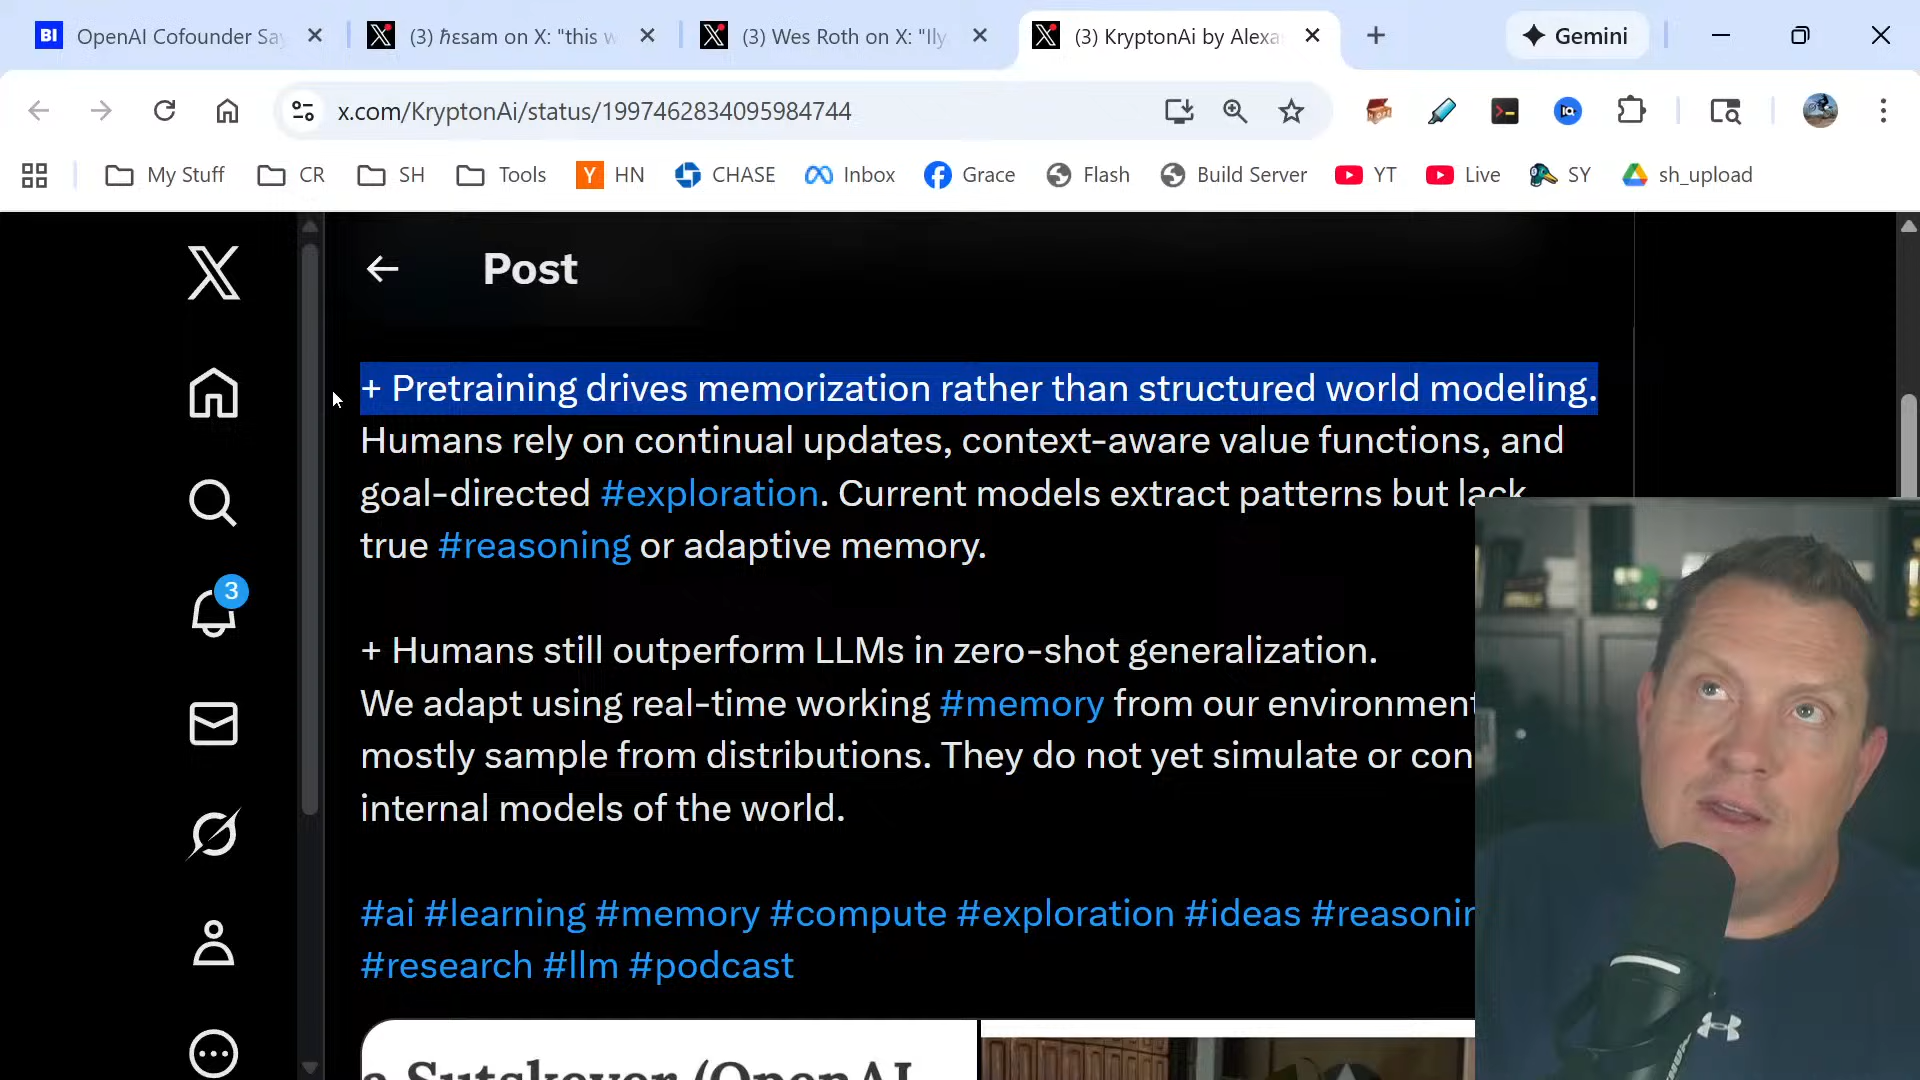 BI OpenAI Cofounder Say
(3) ħɛsam on X: "this w
(3) Wes Roth on X: "Ily
(3) KryptonAi by Alexa
Gemini
x.com/KryptonAi/status/1997462834095984744
My Stuff
CR
SH
Tools
Y HN
CHASE
Inbox
Grace
Flash
Build Server
YT
Live
SY
sh_upload
Post
+ Pretraining drives memorization rather than structured world modeling.
Humans rely on continual updates, context-aware value functions, and
goal-directed #exploration. Current models extract patterns but lack
true #reasoning or adaptive memory.
3
+ Humans still outperform LLMs in zero-shot generalization.
We adapt using real-time working #memory from our environment
mostly sample from distributions. They do not yet simulate or con
internal models of the world.
#ai #learning #memory #compute #exploration #ideas #reasonin
#research #llm #podcast
a Sutskever (OpenAI